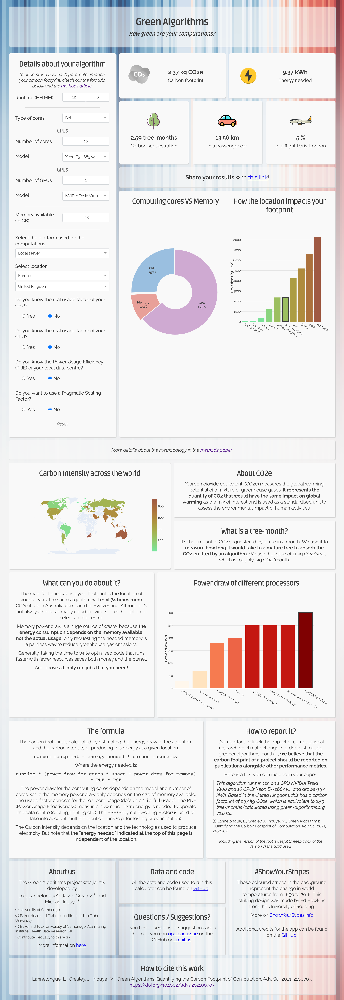 Green Algorithms
How green are your computations?
Details about your algorithm
To understand how each parameter impacts
your carbon footprint, check out the formula
below and the methods article.
Runtime (HH:MM)
12
0
Type of cores
Both
CPUs
Number of cores
16
Model
Xeon E5-2683 v4
GPUs
Number of GPUs
1
Model
NVIDIA Tesla V100
Memory available
(in GB)
128
Select the platform used for the
computations
Local server
Select location
Europe
United Kingdom
Do you know the real usage factor of your
CPU?
Yes
No
Do you know the real usage factor of your
GPU?
Yes
No
Do you know the Power Usage Efficiency
(PUE) of your local data centre?
Yes
No
Do you want to use a Pragmatic Scaling
Factor?
Yes
No
Reset
CO2
2.37 kg CO2e
Carbon footprint
9.37 kWh
Energy needed
2.59 tree-months
Carbon sequestration
13.56 km
in a passenger car
5 %
of a flight Paris-London
Share your results with this link!
Computing cores VS Memory
CPU
25.7%
Memory
10.2%
GPU
64.1%
How the location impacts your
footprint
Emissions (gCO2e)
8000
7000
6000
5000
4000
3000
2000
1000
0
Switzerland
Sweden
France
Canada
United Kingdom
Your algorithm
USA
China
India
Australia
More details about the methodology in the methods paper.
Carbon Intensity across the world
800
600
400
200
About CO2e
"Carbon dioxide equivalent" (CO2e) measures the global warming
potential of a mixture of greenhouse gases. It represents the
quantity of CO2 that would have the same impact on global
warming as the mix of interest and is used as a standardised unit to
assess the environmental impact of human activities.
What is a tree-month?
It's the amount of CO2 sequestered by a tree in a month. We use it to
measure how long it would take to a mature tree to absorb the
CO2 emitted by an algorithm. We use the value of 11 kg CO2/year,
which is roughly 1kg CO2/month.
What can you do about it?
The main factor impacting your footprint is the location of
your servers: the same algorithm will emit 74 times more
CO2e if ran in Australia compared to Switzerland. Although it's
not always the case, many cloud providers offer the option to
select a data centre.
Memory power draw is a huge source of waste, because the
energy consumption depends on the memory available,
not the actual usage, only requesting the needed memory is
a painless way to reduce greenhouse gas emissions.
Generally, taking the time to write optimised code that runs
faster with fewer resources saves both money and the planet.
And above all, only run jobs that you need!
Power draw of different processors
Power draw (W)
300
250
200
150
100
50
0
NVIDIA Jetson AGX Xavier
NVIDIA Tesla T4
NVIDIA GTX 1080
TPU v3
NVIDIA RTX 2080 Ti
NVIDIA GTX TITAN X
NVIDIA Tesla P100 PCIe
NVIDIA Tesla V100
The formula
The carbon footprint is calculated by estimating the energy draw of the algorithm
and the carbon intensity of producing this energy at a given location:
carbon footprint = energy needed * carbon intensity
Where the energy needed is:
runtime * (power draw for cores * usage + power draw for memory)
* PUE * PSF
The power draw for the computing cores depends on the model and number of
cores, while the memory power draw only depends on the size of memory available.
The usage factor corrects for the real core usage (default is 1, i.e. full usage). The PUE
(Power Usage Effectiveness) measures how much extra energy is needed to operate
the data centre (cooling, lighting etc.). The PSF (Pragmatic Scaling Factor) is used to
take into account multiple identical runs (e.g. for testing or optimisation).
The Carbon Intensity depends on the location and the technologies used to produce
electricity. But note that the "energy needed" indicated at the top of this page is
independent of the location.
How to report it?
It's important to track the impact of computational
research on climate change in order to stimulate
greener algorithms. For that, we believe that the
carbon footprint of a project should be reported on
publications alongside other performance metrics.
Here is a text you can include in your paper:
This algorithm runs in 12h on 1 GPU NVIDIA Tesla
V100 and 16 CPUs Xeon E5-2683 v4, and draws 9.37
kWh. Based in the United Kingdom, this has a carbon
footprint of 2.37 kg CO2e, which is equivalent to 2.59
tree-months (calculated using green-algorithms.org
v2.0 [1]).
[1] Lannelongue, L., Grealey, J., Inouye, M., Green Algorithms:
Quantifying the Carbon Footprint of Computation. Adv. Sci. 2021,
2100707.
Including the version of the tool is useful to keep track of the
version of the data used.
About us
The Green Algorithms project was jointly
developed by
Loïc Lannelongue*¹, Jason Grealey*², and
Michael Inouye³
(1) University of Cambridge
(2) Baker Heart and Diabetes Institute and La Trobe
University
(3) Baker Institute, University of Cambridge, Alan Turing
Institute, Health Data Research UK
* Contributed equally to this work
More information here
Data and code
All the data and code used to run this
calculator can be found on GitHub.
Questions / Suggestions?
If you have questions or suggestions about
the tool, you can open an issue on the
GitHub or email us.
#ShowYourStripes
These coloured stripes in the background
represent the change in world
temperatures from 1850 to 2018. This
striking design was made by Ed Hawkins
from the University of Reading.
More on ShowYourStipes.info
Additional credits for the app can be found
on the GitHub.
How to cite this work
Lannelongue, L., Grealey, J., Inouye, M., Green Algorithms: Quantifying the Carbon Footprint of Computation. Adv. Sci. 2021, 2100707.
https://doi.org/10.1002/advs.202100707